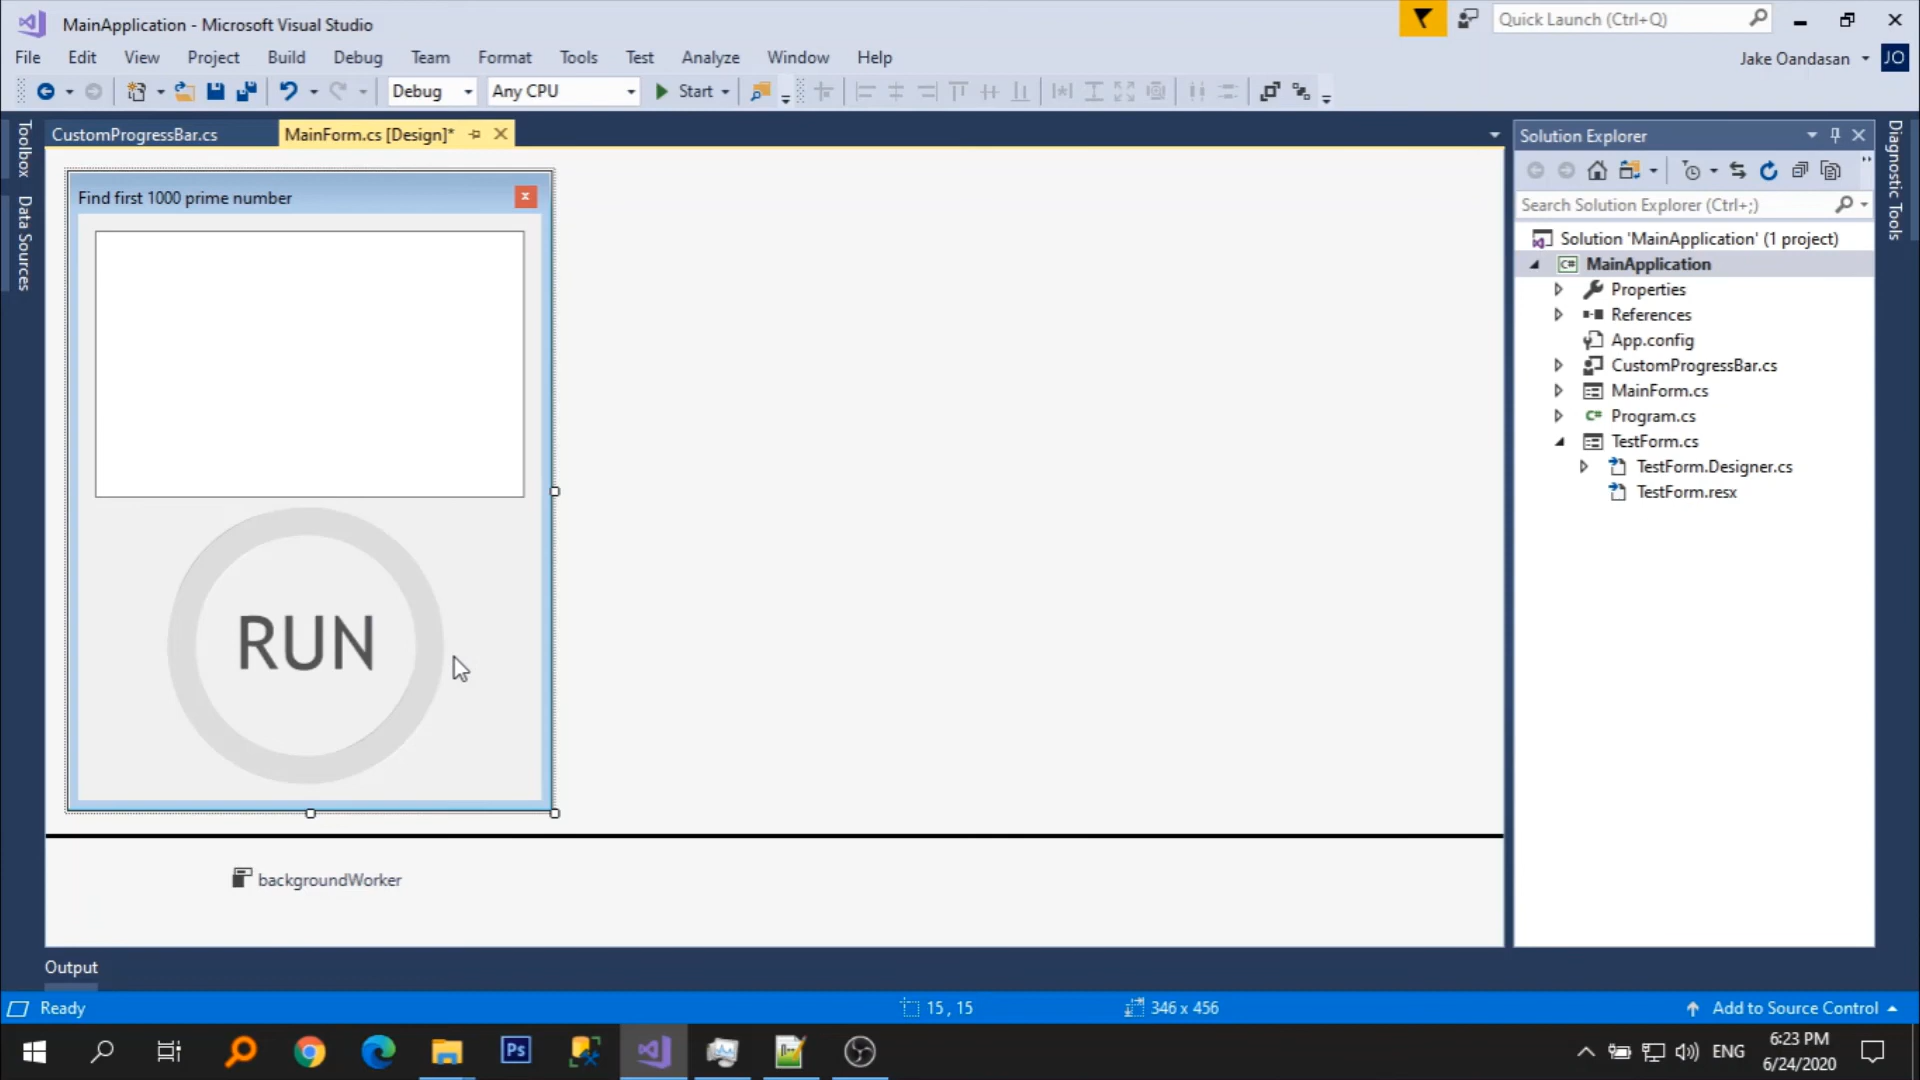 MainApplication - Microsoft Visual Studio
Quick Launch (Ctrl+Q)
File Edit View Project Build Debug Team Format Tools Test Analyze Window Help
Jake Oandasan JO
Debug Any CPU Start
Toolbox
Data Sources
CustomProgressBar.cs MainForm.cs [Design]*
Find first 1000 prime number
RUN
backgroundWorker
Solution Explorer
Search Solution Explorer (Ctrl+;)
Solution 'MainApplication' (1 project)
C# MainApplication
Properties
References
App.config
CustomProgressBar.cs
MainForm.cs
C# Program.cs
TestForm.cs
TestForm.Designer.cs
TestForm.resx
Diagnostic Tools
Output
Ready 15 , 15 346 x 456 Add to Source Control
Ps
ENG
6:23 PM
6/24/2020